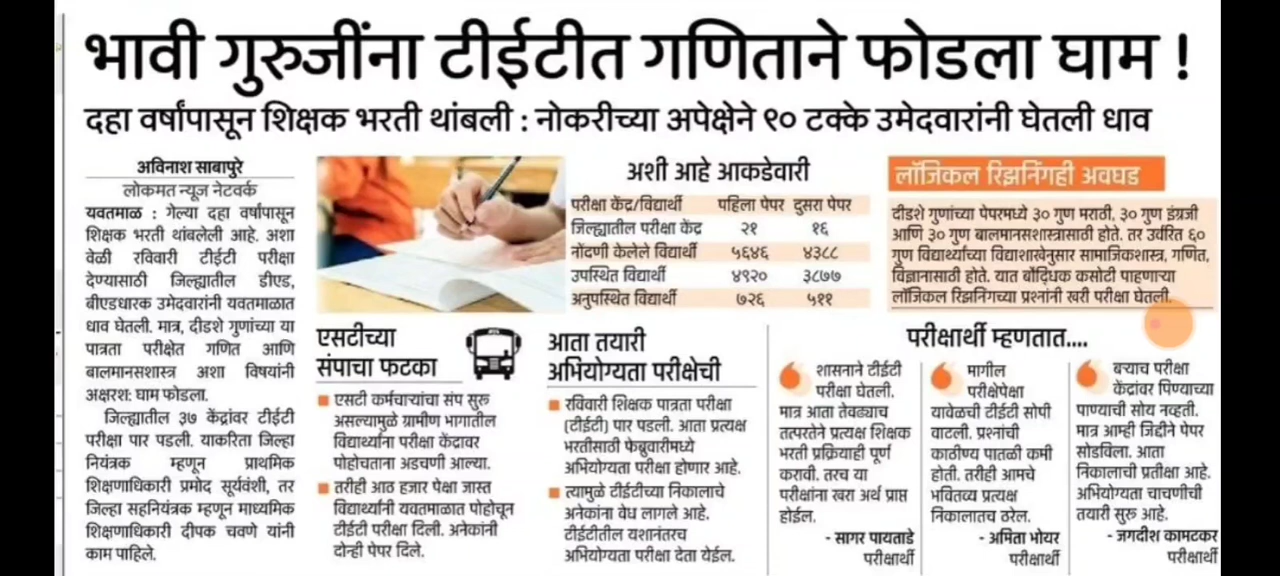 भावी गुरुजींना टीईटीत गणिताने फोडला घाम !
दहा वर्षांपासून शिक्षक भरती थांबली : नोकरीच्या अपेक्षेने ९० टक्के उमेदवारांनी घेतली धाव
अविनाश साबापुरे
लोकमत न्यूज नेटवर्क
यवतमाळ : गेल्या दहा वर्षांपासून
शिक्षक भरती थांबलेली आहे. अशा
वेळी रविवारी टीईटी परीक्षा
देण्यासाठी जिल्ह्यातील डीएड,
बीएडधारक उमेदवारांनी यवतमाळात
धाव घेतली. मात्र, दीडशे गुणांच्या या
पात्रता परीक्षेत गणित आणि
बालमानसशास्त्र अशा विषयांनी
अक्षरश: घाम फोडला.
जिल्ह्यातील ३७ केंद्रांवर टीईटी
परीक्षा पार पडली. याकरिता जिल्हा
नियंत्रक म्हणून प्राथमिक
शिक्षणाधिकारी प्रमोद सूर्यवंशी, तर
जिल्हा सहनियंत्रक म्हणून माध्यमिक
शिक्षणाधिकारी दीपक चवणे यांनी
काम पाहिले.
अशी आहे आकडेवारी
परीक्षा केंद्र/विद्यार्थी पहिला पेपर दुसरा पेपर
जिल्ह्यातील परीक्षा केंद्र २१ १६
नोंदणी केलेले विद्यार्थी ५६४६ ४३८८
उपस्थित विद्यार्थी ४९२० ३८७७
अनुपस्थित विद्यार्थी ७२६ ५११
लॉजिकल रिझनिंगही अवघड
दीडशे गुणांच्या पेपरमध्ये ३० गुण मराठी, ३० गुण इंग्रजी
आणि ३० गुण बालमानसशास्त्रासाठी होते. तर उर्वरित ६०
गुण विद्यार्थ्यांच्या विद्याशाखेनुसार सामाजिकशास्त्र, गणित,
विज्ञानासाठी होते. यात बौद्धिक कसोटी पाहणाऱ्या
लॉजिकल रिझनिंगच्या प्रश्नांनी खरी परीक्षा घेतली.
एसटीच्या
संपाचा फटका
एसटी कर्मचाऱ्यांचा संप सुरू
असल्यामुळे ग्रामीण भागातील
विद्यार्थ्यांना परीक्षा केंद्रावर
पोहोचताना अडचणी आल्या.
तरीही आठ हजार पेक्षा जास्त
विद्यार्थ्यांनी यवतमाळात पोहोचून
टीईटी परीक्षा दिली. अनेकांनी
दोन्ही पेपर दिले.
आता तयारी
अभियोग्यता परीक्षेची
रविवारी शिक्षक पात्रता परीक्षा
(टीईटी) पार पडली. आता प्रत्यक्ष
भरतीसाठी फेब्रुवारीमध्ये
अभियोग्यता परीक्षा होणार आहे.
त्यामुळे टीईटीच्या निकालाचे
अनेकांना वेध लागले आहे.
टीईटीतील यशानंतरच
अभियोग्यता परीक्षा देता येईल.
परीक्षार्थी म्हणतात....
शासनाने टीईटी
परीक्षा घेतली.
मात्र आता तेवढ्याच
तत्परतेने प्रत्यक्ष शिक्षक
भरती प्रक्रियाही पूर्ण
करावी. तरच या
परीक्षांना खरा अर्थ प्राप्त
होईल.
- सागर पायताडे
परीक्षार्थी
मागील
परीक्षेपेक्षा
यावेळची टीईटी सोपी
वाटली. प्रश्नांची
काठीण्य पातळी कमी
होती. तरीही आमचे
भवितव्य प्रत्यक्ष
निकालातच ठरेल.
- अमिता भोयर
परीक्षार्थी
बऱ्याच परीक्षा
केंद्रांवर पिण्याच्या
पाण्याची सोय नव्हती.
मात्र आम्ही जिद्दीने पेपर
सोडविला. आता
निकालाची प्रतीक्षा आहे.
अभियोग्यता चाचणीची
तयारी सुरू आहे.
- जगदीश कामटकर
परीक्षार्थी